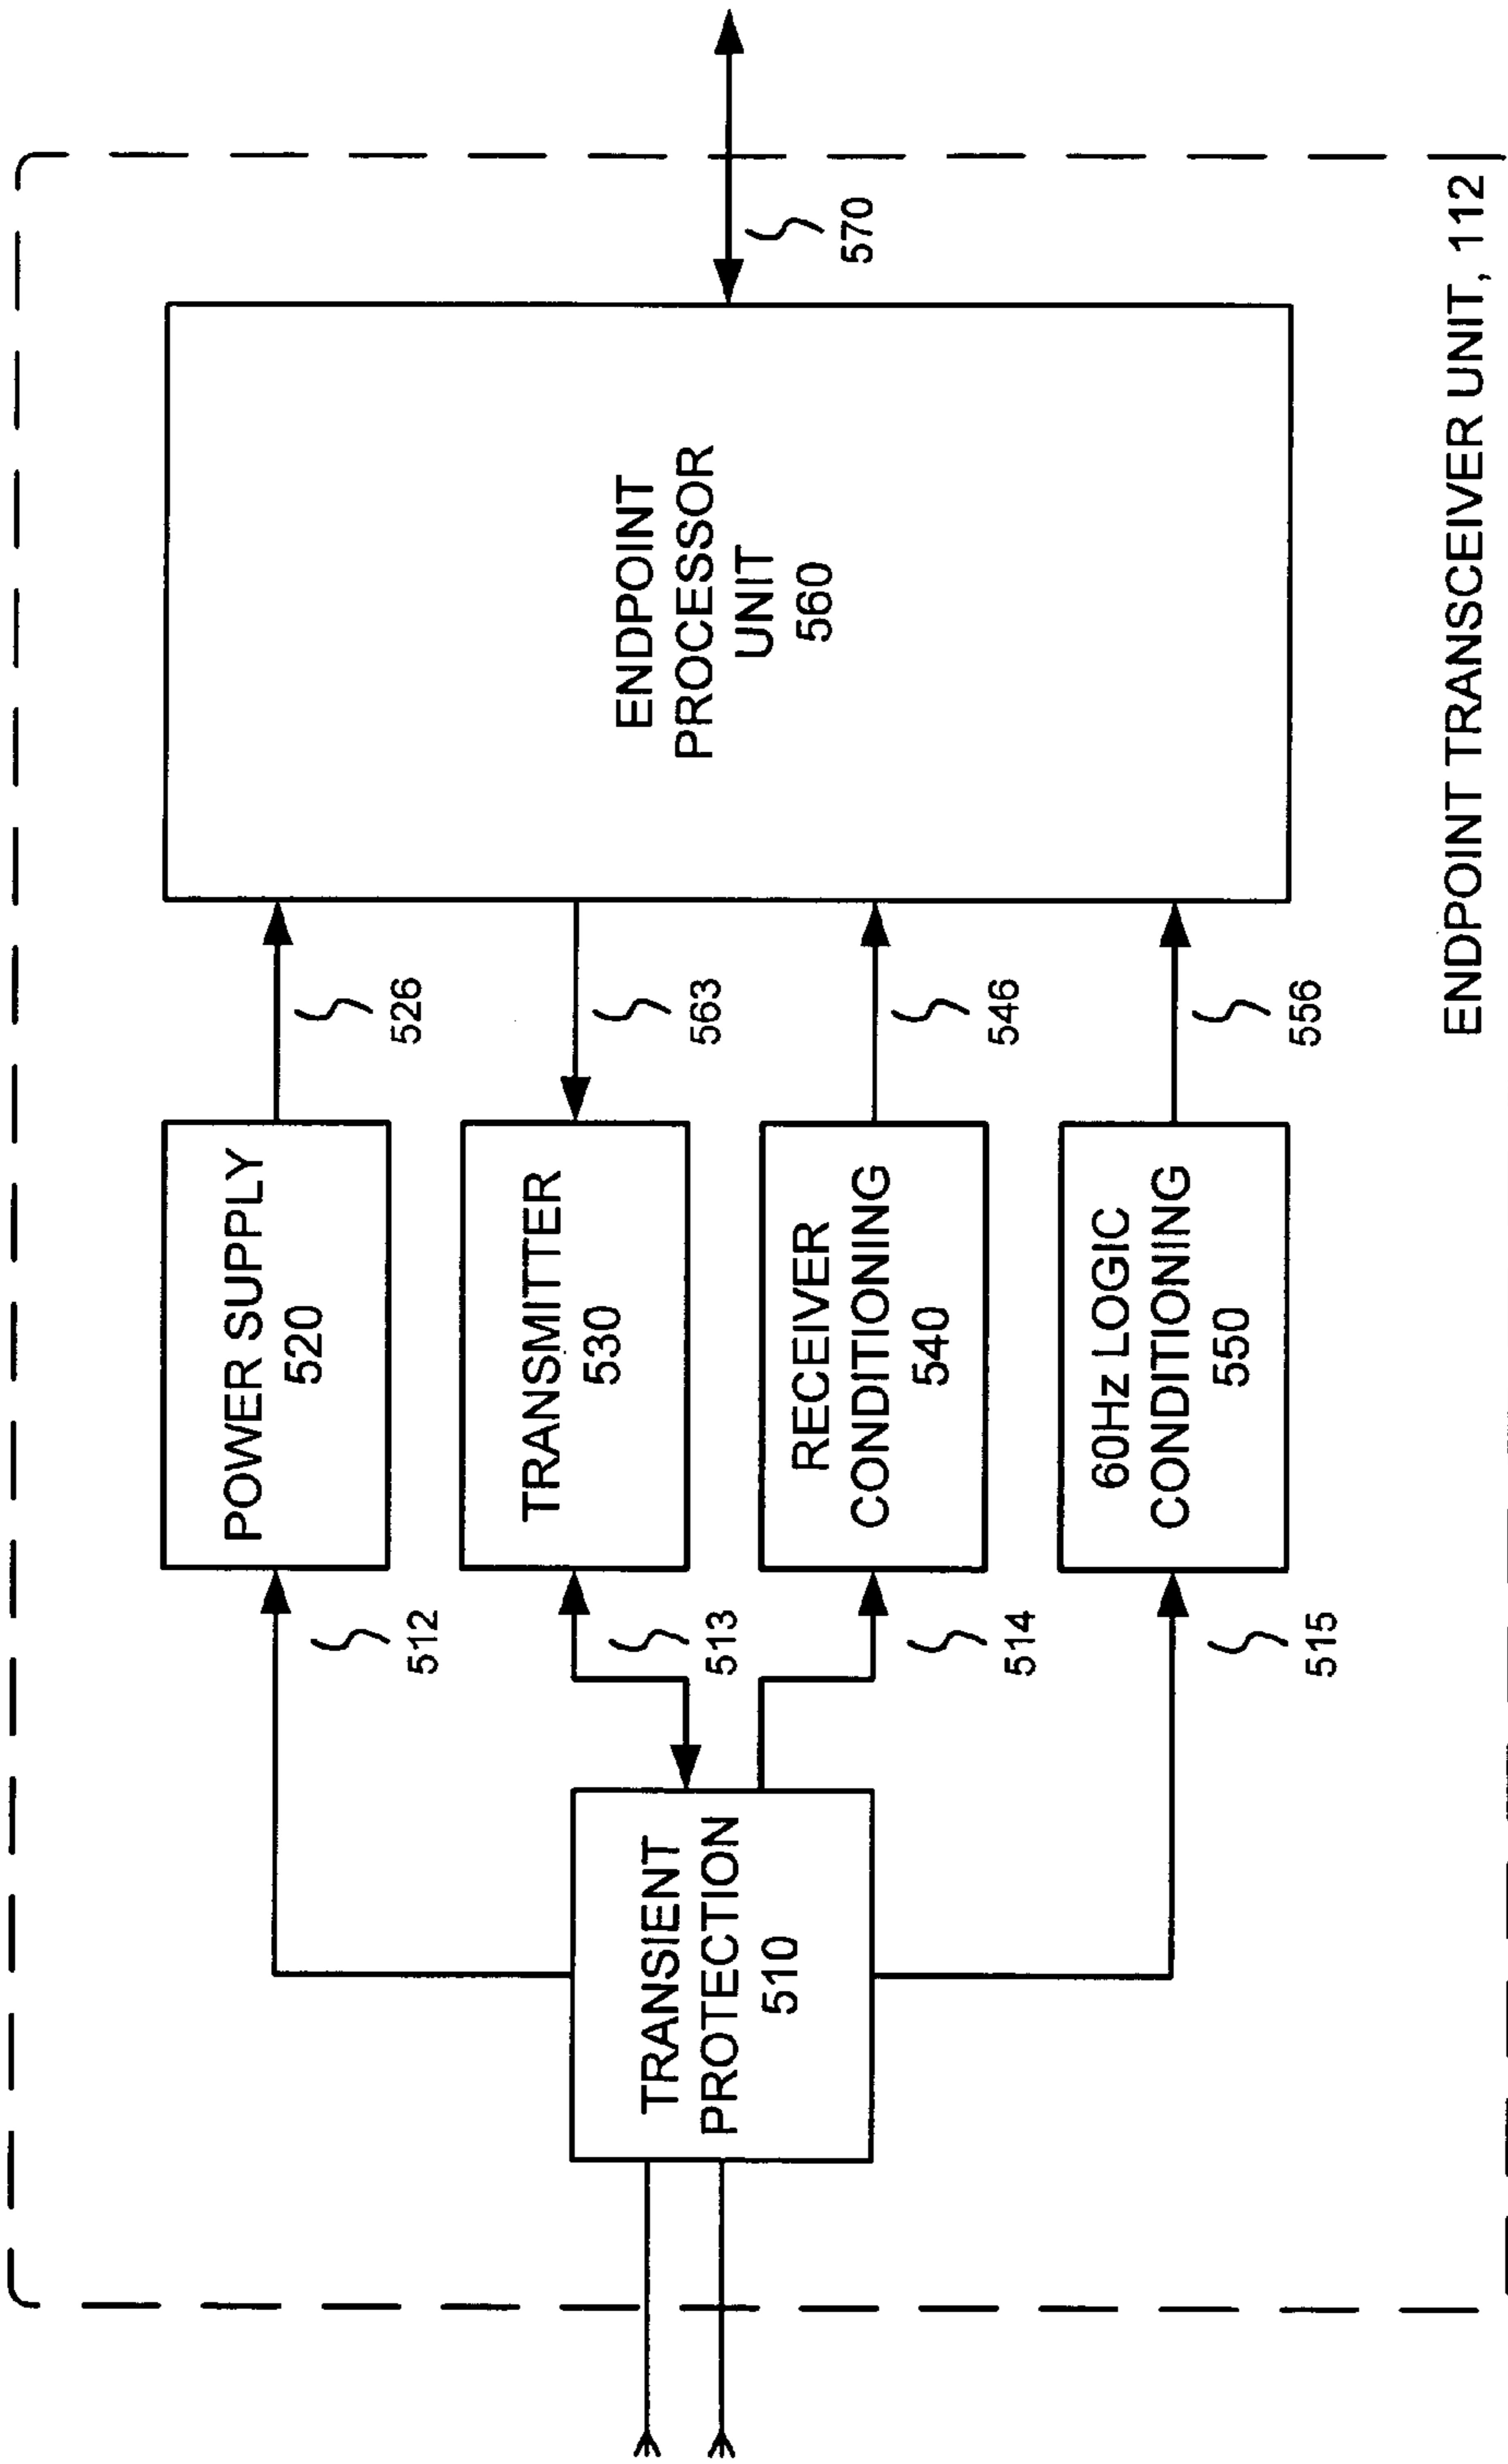 TRANSIENT
PROTECTION
510
512
513
514
515
POWER SUPPLY
520
TRANSMITTER
530
RECEIVER
CONDITIONING
540
60Hz LOGIC
CONDITIONING
550
526
563
546
556
ENDPOINT
PROCESSOR
UNIT
560
570
ENDPOINT TRANSCEIVER UNIT, 112